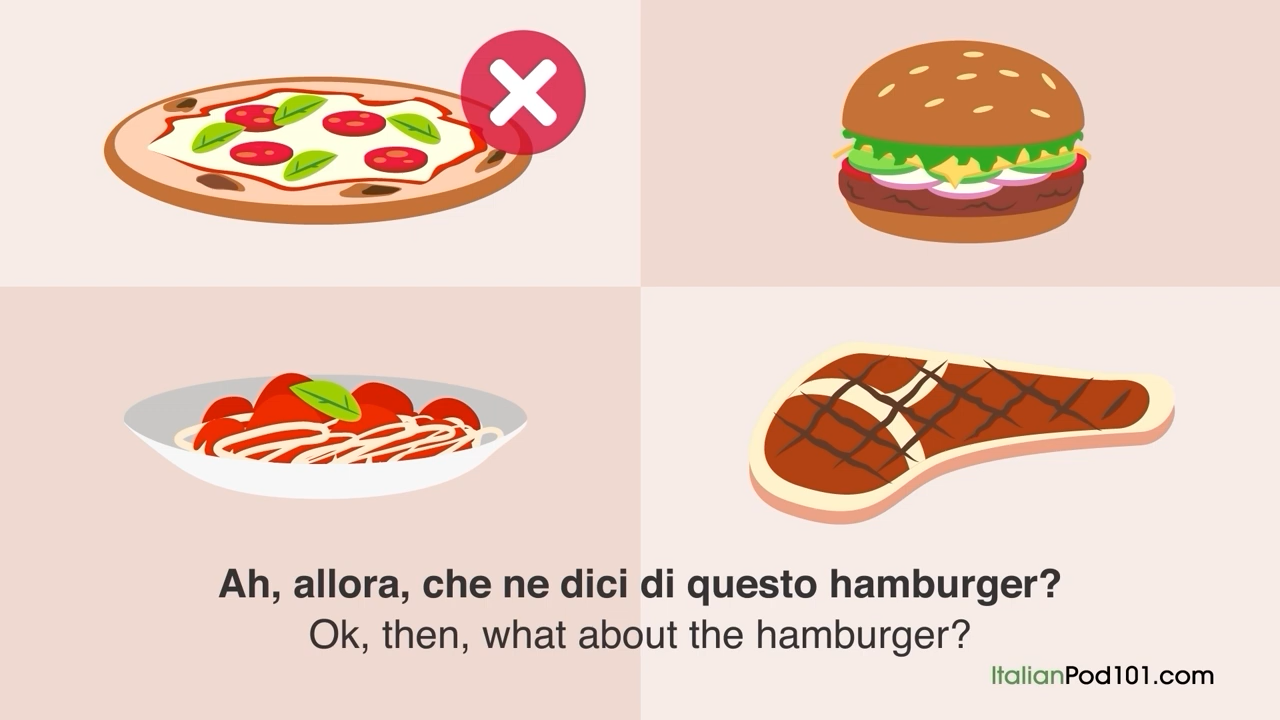 Ah, allora, che ne dici di questo hamburger?
Ok, then, what about the hamburger?
ItalianPod101.com